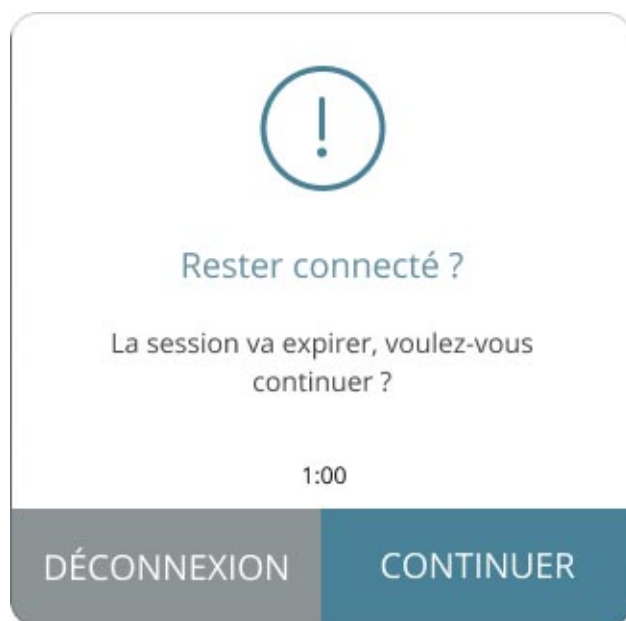 Rester connecté ?
La session va expirer, voulez-vous
continuer ?
1:00
DÉCONNEXION
CONTINUER